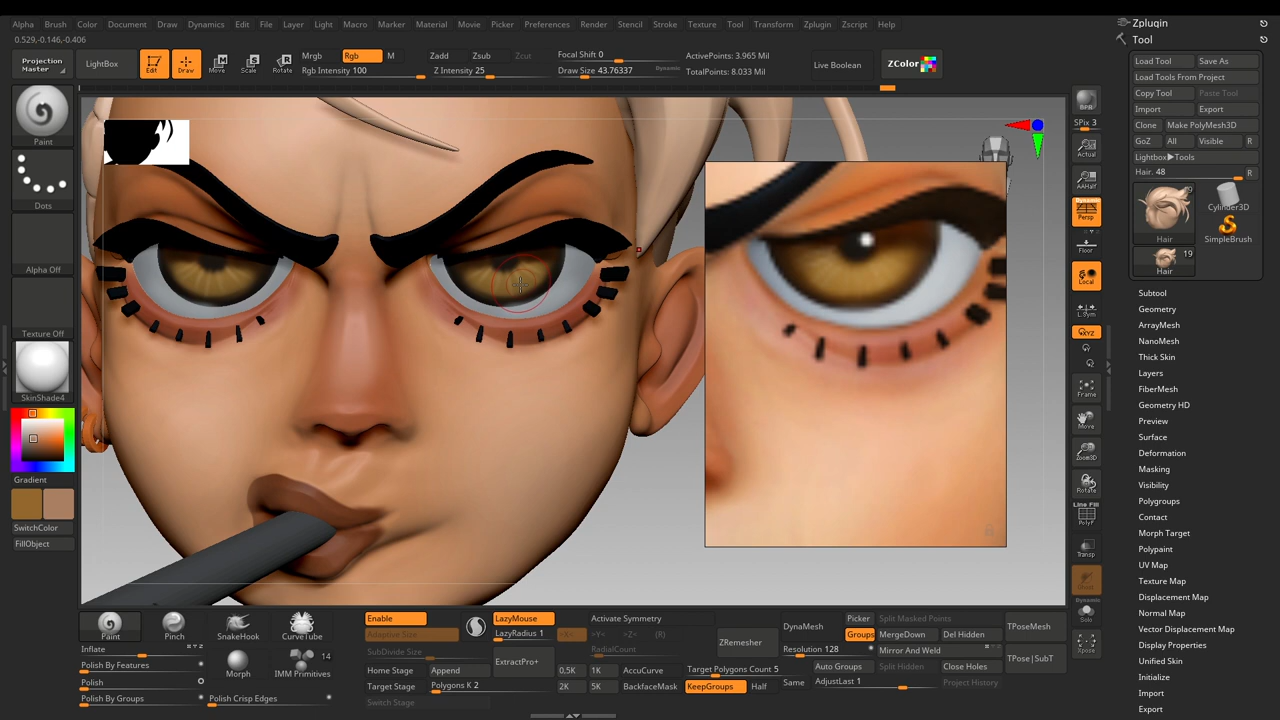 Alpha Brush Color Document Draw Dynamics Edit File Layer Light Macro Marker Material Movie Picker Preferences Render Stencil Stroke Texture Tool Transform Zplugin Zscript Help
0.529,-0.146,-0.406
Projection Master
LightBox
Edit
Draw
Move
Scale
Rotate
Mrgb Rgb M
Rgb Intensity 100
Zadd Zsub Zcut
Z Intensity 25
Focal Shift 0
Draw Size 43.76337 Dynamic
ActivePoints: 3.965 Mil
TotalPoints: 8.033 Mil
Live Boolean
ZColor
Paint
Dots
Alpha Off
Texture Off
SkinShade4
Gradient
SwitchColor
FillObject
BPR
SPix 3
Actual
AAHalf
Dynamic
Persp
Floor
Local
L.Sym
XYZ
Frame
Move
Zoom3D
Rotate
Line Fill
PolyF
Transp
Ghost
Dynamic
Solo
Xpose
Zplugin
Tool
Load Tool Save As
Load Tools From Project
Copy Tool Paste Tool
Import Export
Clone Make PolyMesh3D
GoZ All Visible R
Lightbox▶Tools
Hair. 48 R
Hair
Cylinder3D
SimpleBrush
19
Hair
Subtool
Geometry
ArrayMesh
NanoMesh
Thick Skin
Layers
FiberMesh
Geometry HD
Preview
Surface
Deformation
Masking
Visibility
Polygroups
Contact
Morph Target
Polypaint
UV Map
Texture Map
Displacement Map
Normal Map
Vector Displacement Map
Display Properties
Unified Skin
Initialize
Import
Export
Paint
Pinch
SnakeHook
CurveTube
Inflate
Polish By Features
Polish
Polish By Groups
Morph
14
IMM Primitives
Polish Crisp Edges
Enable
Adaptive Size
SubDivide Size
Home Stage Append
Target Stage Polygons K 2
Switch Stage
LazyMouse
LazyRadius 1
ExtractPro+
0.5K 1K AccuCurve
2K 5K BackfaceMask
Activate Symmetry
>X< >Y< >Z< (R)
RadialCount
ZRemesher
Target Polygons Count 5
KeepGroups Half Same
DynaMesh
Resolution 128
Picker
Groups
Auto Groups
AdjustLast 1
Split Masked Points
MergeDown Del Hidden
Mirror And Weld
Split Hidden Close Holes
Project History
TPoseMesh
TPose|SubT